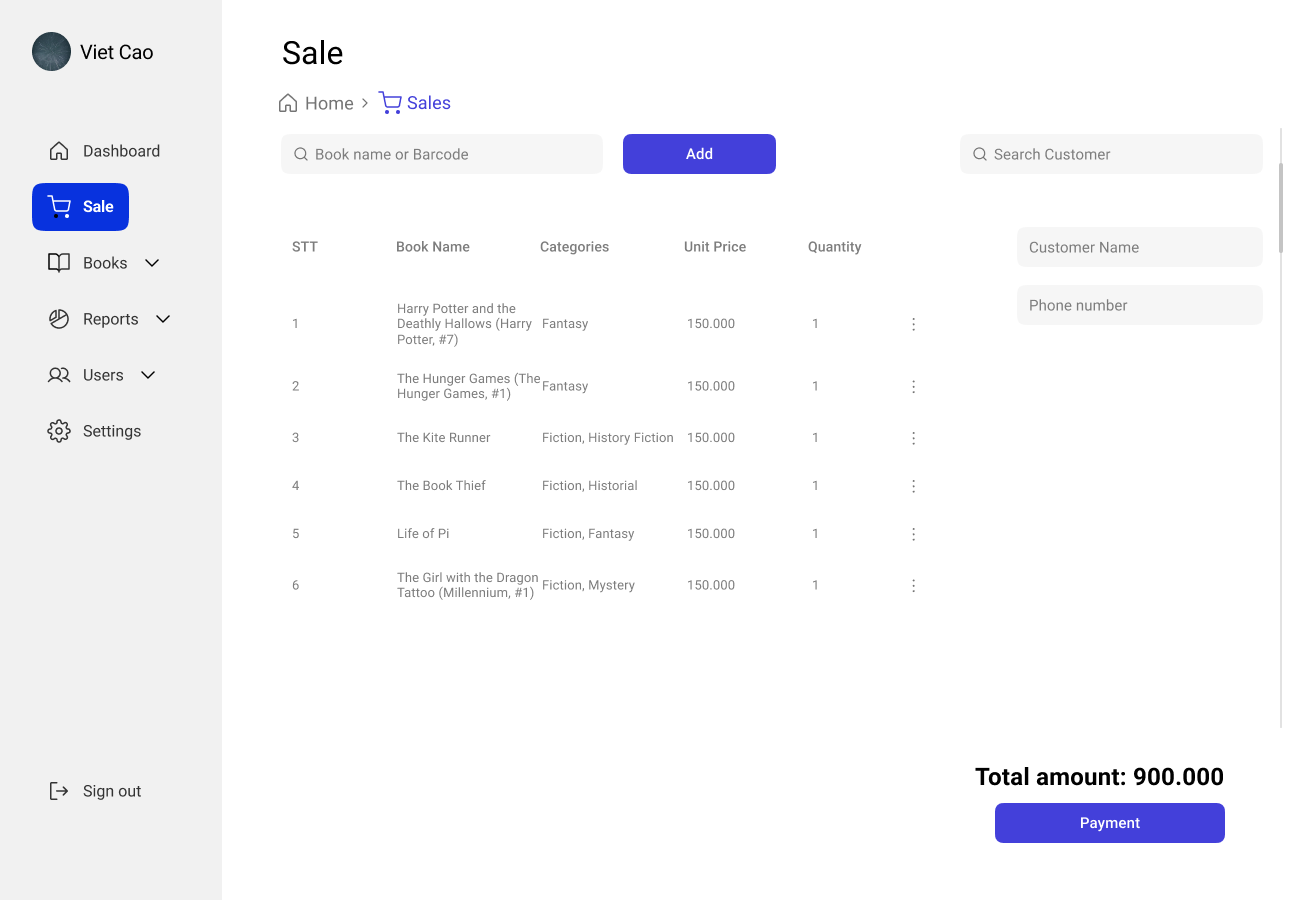 Viet Cao
Dashboard
Sale
Books
Reports
Users
Settings
Sign out
Sale
Home > Sales
Book name or Barcode
Add
Search Customer
STT Book Name Categories Unit Price Quantity
1 Harry Potter and the
Deathly Hallows (Harry
Potter, #7) Fantasy 150.000 1
2 The Hunger Games (The
Hunger Games, #1) Fantasy 150.000 1
3 The Kite Runner Fiction, History Fiction 150.000 1
4 The Book Thief Fiction, Historial 150.000 1
5 Life of Pi Fiction, Fantasy 150.000 1
6 The Girl with the Dragon
Tattoo (Millennium, #1) Fiction, Mystery 150.000 1
Customer Name
Phone number
Total amount: 900.000
Payment